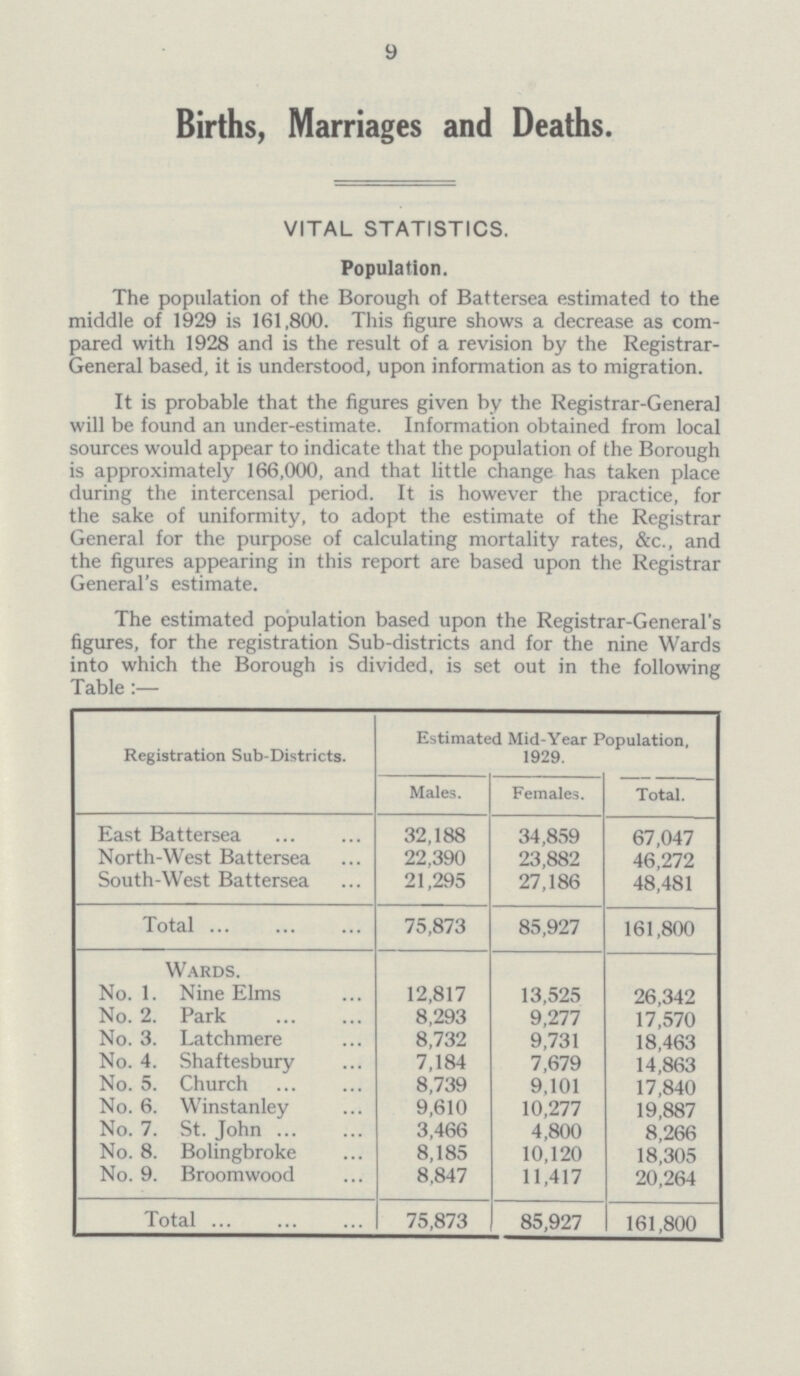 9
Births, Marriages and Deaths.
VITAL STATISTICS.
Population.
The population of the Borough of Battersea estimated to the
middle of 1929 is 161,800. This figure shows a decrease as com-
pared with 1928 and is the result of a revision by the Registrar-
General based, it is understood, upon information as to migration.
It is probable that the figures given by the Registrar-General
will be found an under-estimate. Information obtained from local
sources would appear to indicate that the population of the Borough
is approximately 166,000, and that little change has taken place
during the intercensal period. It is however the practice, for
the sake of uniformity, to adopt the estimate of the Registrar
General for the purpose of calculating mortality rates, &c., and
the figures appearing in this report are based upon the Registrar
General's estimate.
The estimated population based upon the Registrar-General's
figures, for the registration Sub-districts and for the nine Wards
into which the Borough is divided, is set out in the following
Table :—
Registration Sub-Districts. Estimated Mid-Year Population,
1929.
Males. Females. Total.
East Battersea ... ... 32,188 34,859 67,047
North-West Battersea ... 22,390 23,882 46,272
South-West Battersea ... 21,295 27,186 48,481
Total ... ... ... 75,873 85,927 161,800
WARDS.
No. 1. Nine Elms ... 12,817 13,525 26,342
No. 2. Park ... ... 8,293 9,277 17,570
No. 3. Latchmere ... 8,732 9,731 18,463
No. 4. Shaftesbury ... 7,184 7,679 14,863
No. 5. Church ... ... 8,739 9,101 17,840
No. 6. Winstanley ... 9,610 10,277 19,887
No. 7. St. John ... ... 3,466 4,800 8,266
No. 8. Bolingbroke ... 8,185 10,120 18,305
No. 9. Broomwood ... 8,847 11,417 20,264
Total ... ... ... 75,873 85,927 161,800